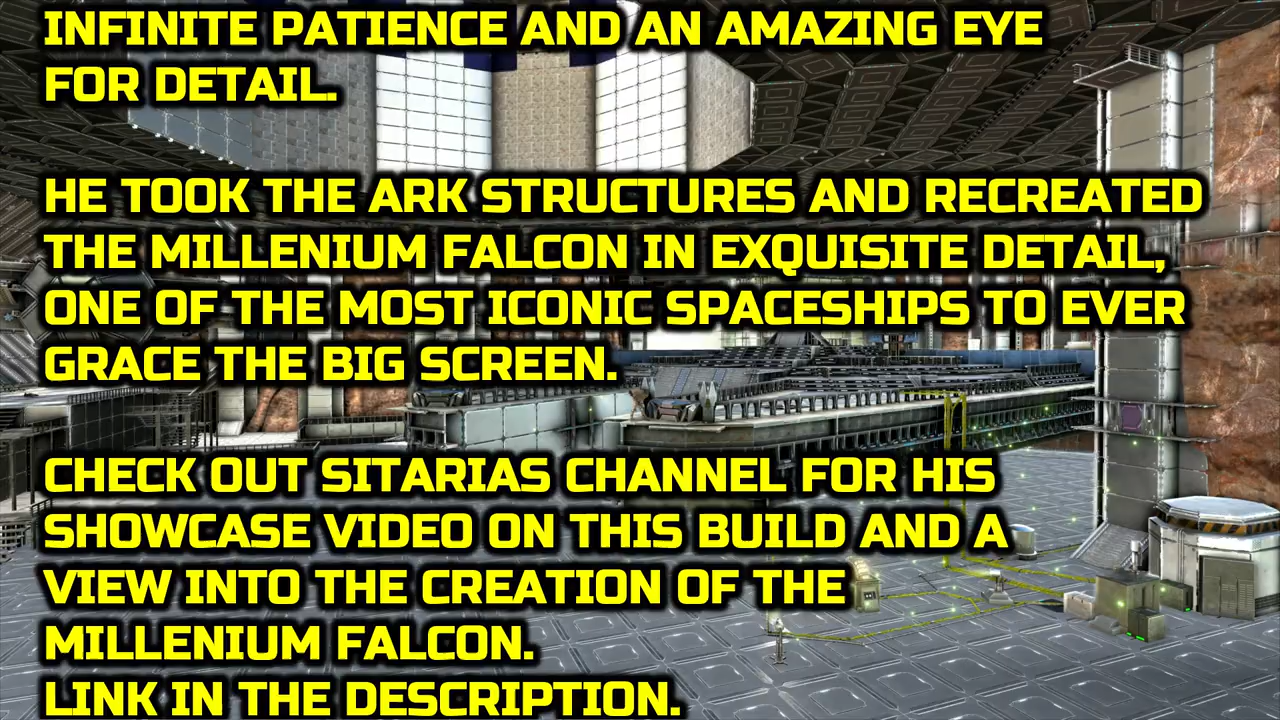 INFINITE PATIENCE AND AN AMAZING EYE
FOR DETAIL.
HE TOOK THE ARK STRUCTURES AND RECREATED
THE MILLENIUM FALCON IN EXQUISITE DETAIL,
ONE OF THE MOST ICONIC SPACESHIPS TO EVER
GRACE THE BIG SCREEN.
CHECK OUT SITARIAS CHANNEL FOR HIS
SHOWCASE VIDEO ON THIS BUILD AND A
VIEW INTO THE CREATION OF THE
MILLENIUM FALCON.
LINK IN THE DESCRIPTION.